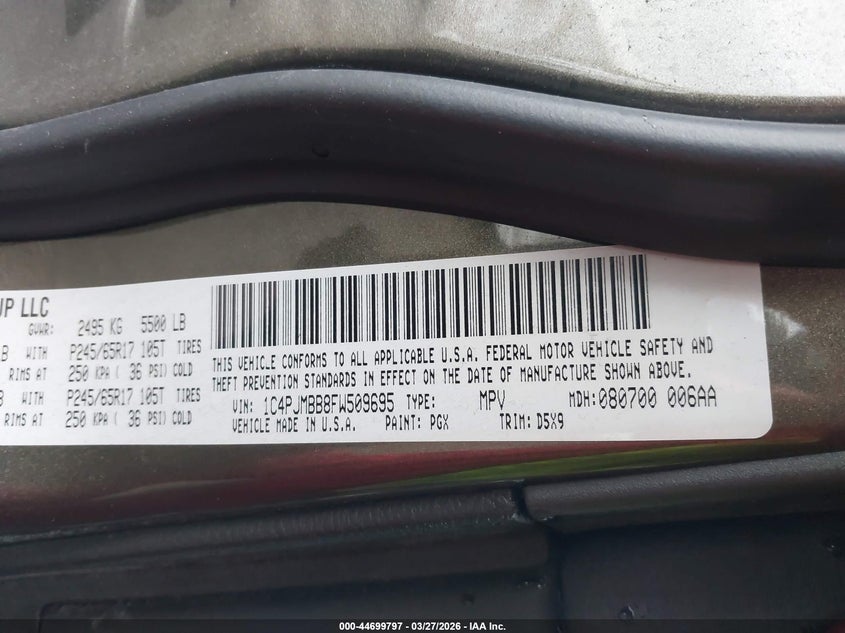 UP LLC
GVWR: 2495 KG 5500 LB
B WITH P245/65R17 105T TIRES
RIMS AT 250 KPA ( 36 PSI) COLD
B WITH P245/65R17 105T TIRES
RIMS AT 250 KPA ( 36 PSI) COLD
THIS VEHICLE CONFORMS TO ALL APPLICABLE U.S.A. FEDERAL MOTOR VEHICLE SAFETY AND
THEFT PREVENTION STANDARDS IN EFFECT ON THE DATE OF MANUFACTURE SHOWN ABOVE.
VIN: 1C4PJMBB8FW509695 TYPE: MPV MDH: 080700 006AA
VEHICLE MADE IN U.S.A. PAINT: PGX TRIM: D5X9
000-44699797 - 03/27/2026 - IAA Inc.